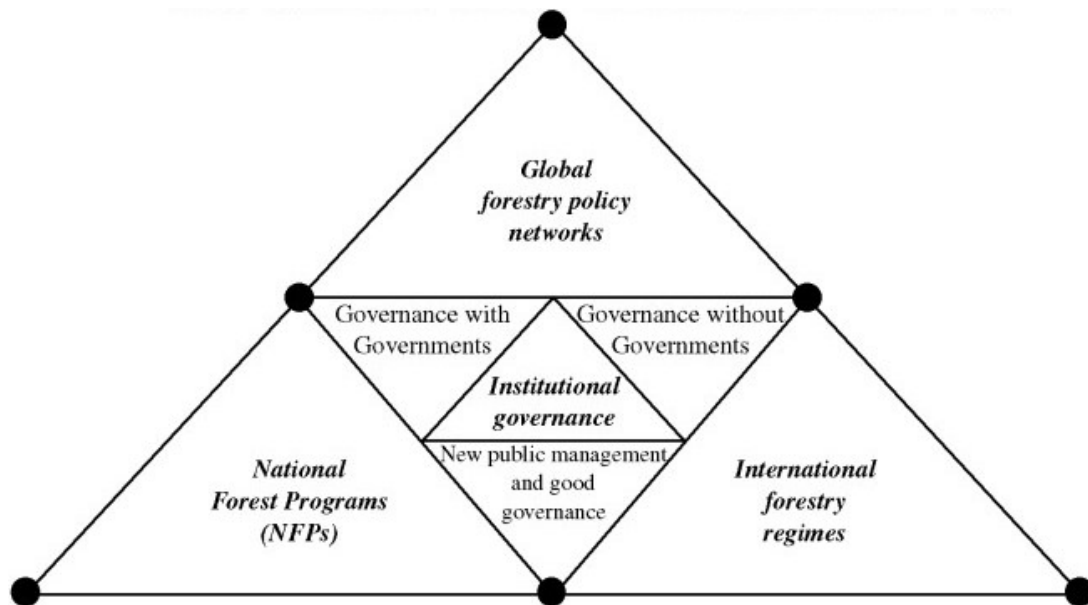 Global
forestry policy
networks
Governance with
Governments
Governance without
Governments
Institutional
governance
New public management
and good
governance
National
Forest Programs
(NFPs)
International
forestry
regimes